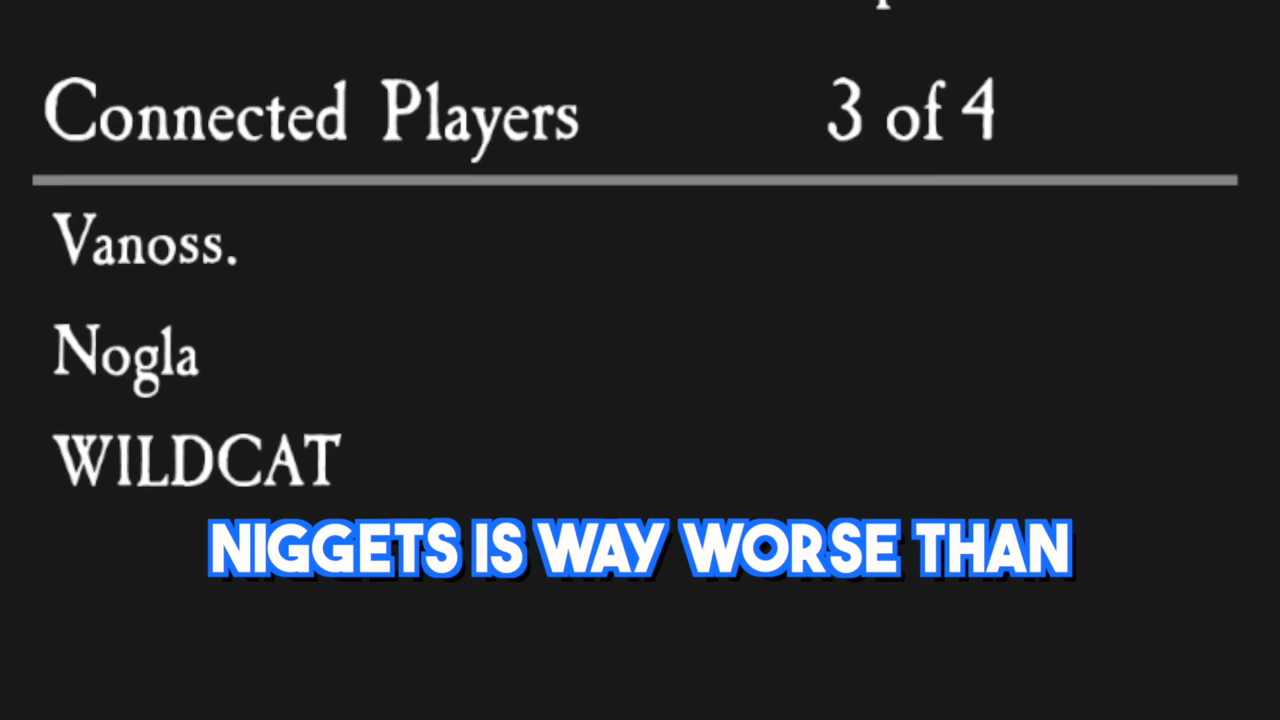 Connected Players 3 of 4
Vanoss.
Nogla
WILDCAT
NIGGETS IS WAY WORSE THAN